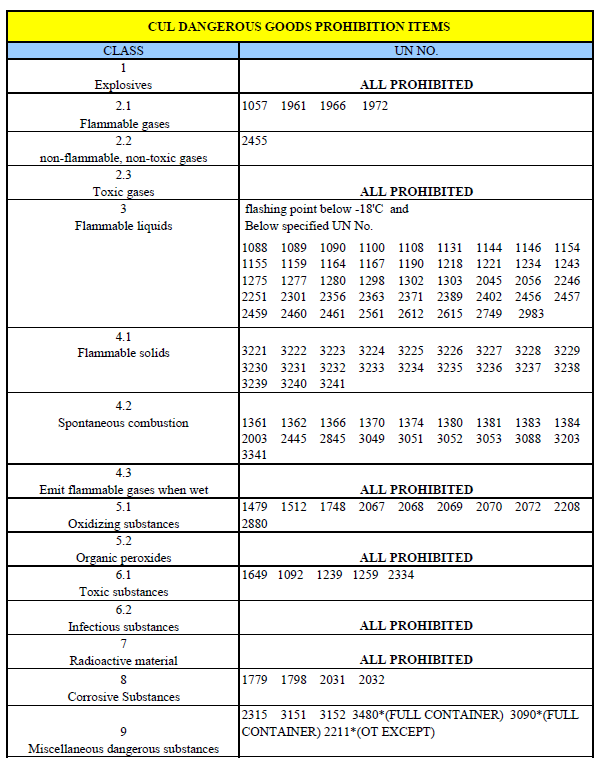 CUL DANGEROUS GOODS PROHIBITION ITEMS
CLASS UN NO.
1
Explosives ALL PROHIBITED
2.1 1057 1961 1966 1972
Flammable gases
2.2 2455
non-flammable, non-toxic gases
2.3
Toxic gases ALL PROHIBITED
3 flashing point below -18'C and
Flammable liquids Below specified UN No.
1088 1089 1090 1100 1108 1131 1144 1146 1154
1155 1159 1164 1167 1190 1218 1221 1234 1243
1275 1277 1280 1298 1302 1303 2045 2056 2246
2251 2301 2356 2363 2371 2389 2402 2456 2457
2459 2460 2461 2561 2612 2615 2749 2983
4.1
Flammable solids 3221 3222 3223 3224 3225 3226 3227 3228 3229
3230 3231 3232 3233 3234 3235 3236 3237 3238
3239 3240 3241
4.2
Spontaneous combustion 1361 1362 1366 1370 1374 1380 1381 1383 1384
2003 2445 2845 3049 3051 3052 3053 3088 3203
3341
4.3
Emit flammable gases when wet ALL PROHIBITED
5.1 1479 1512 1748 2067 2068 2069 2070 2072 2208
Oxidizing substances 2880
5.2
Organic peroxides ALL PROHIBITED
6.1 1649 1092 1239 1259 2334
Toxic substances
6.2
Infectious substances ALL PROHIBITED
7
Radioactive material ALL PROHIBITED
8 1779 1798 2031 2032
Corrosive Substances
2315 3151 3152 3480*(FULL CONTAINER) 3090*(FULL
9 CONTAINER) 2211*(OT EXCEPT)
Miscellaneous dangerous substances